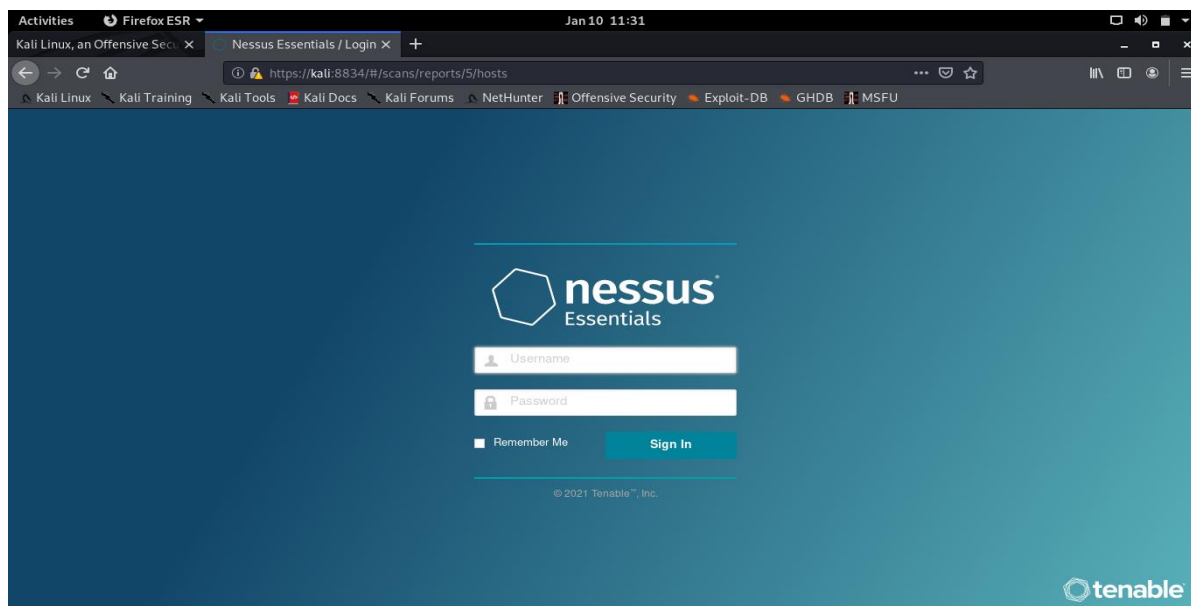 Activities Firefox ESR Jan 10 11:31
Kali Linux, an Offensive Secu Nessus Essentials / Login
https://kali:8834/#/scans/reports/5/hosts
Kali Linux Kali Training Kali Tools Kali Docs Kali Forums NetHunter Offensive Security Exploit-DB GHDB MSFU
nessus
Essentials
Username
Password
Remember Me Sign In
© 2021 Tenable™, Inc.
tenable